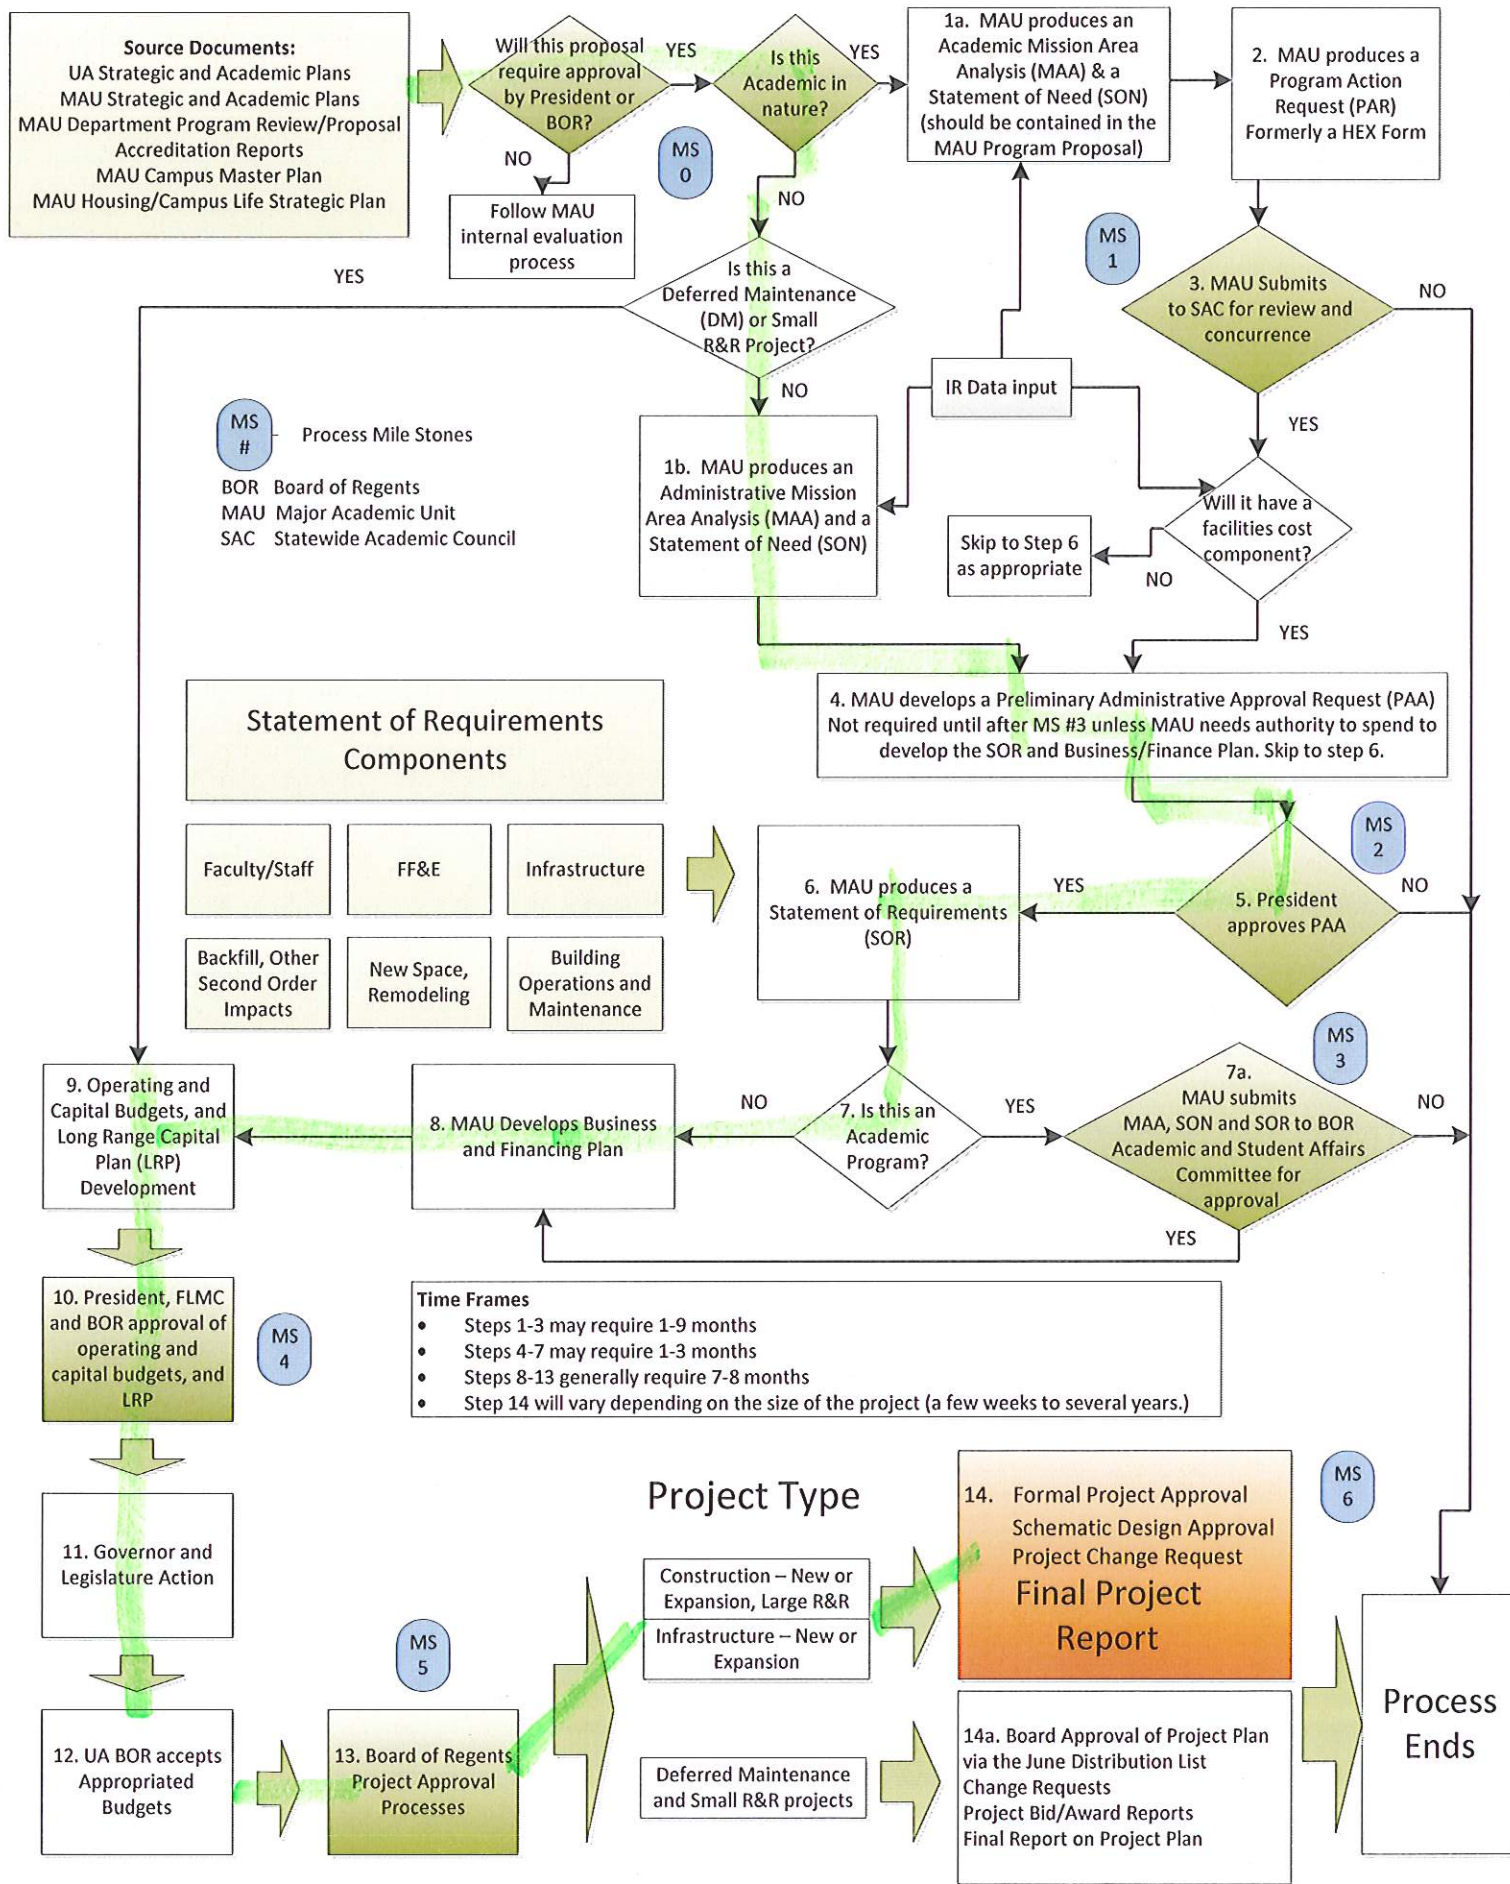 Source Documents:
UA Strategic and Academic Plans
MAU Strategic and Academic Plans
MAU Department Program Review/Proposal
Accreditation Reports
MAU Campus Master Plan
MAU Housing/Campus Life Strategic Plan
Will this proposal
require approval
by President or
BOR?
YES
NO
MS
0
Follow MAU
internal evaluation
process
Is this
Academic in
nature?
YES
NO
1a. MAU produces an
Academic Mission Area
Analysis (MAA) & a
Statement of Need (SON)
(should be contained in the
MAU Program Proposal)
2. MAU produces a
Program Action
Request (PAR)
Formerly a HEX Form
MS
1
3. MAU Submits
to SAC for review and
concurrence
NO
YES
YES
Is this a
Deferred Maintenance
(DM) or Small
R&R Project?
NO
IR Data input
MS
#
- Process Mile Stones
BOR Board of Regents
MAU Major Academic Unit
SAC Statewide Academic Council
1b. MAU produces an
Administrative Mission
Area Analysis (MAA) and a
Statement of Need (SON)
Will it have a
facilities cost
component?
NO
YES
Skip to Step 6
as appropriate
4. MAU develops a Preliminary Administrative Approval Request (PAA)
Not required until after MS #3 unless MAU needs authority to spend to
develop the SOR and Business/Finance Plan. Skip to step 6.
Statement of Requirements
Components
Faculty/Staff
FF&E
Infrastructure
Backfill, Other
Second Order
Impacts
New Space,
Remodeling
Building
Operations and
Maintenance
6. MAU produces a
Statement of Requirements
(SOR)
YES
MS
2
5. President
approves PAA
NO
MS
3
7. Is this an
Academic
Program?
NO
YES
7a.
MAU submits
MAA, SON and SOR to BOR
Academic and Student Affairs
Committee for
approval
NO
YES
8. MAU Develops Business
and Financing Plan
9. Operating and
Capital Budgets, and
Long Range Capital
Plan (LRP)
Development
10. President, FLMC
and BOR approval of
operating and
capital budgets, and
LRP
MS
4
Time Frames
• Steps 1-3 may require 1-9 months
• Steps 4-7 may require 1-3 months
• Steps 8-13 generally require 7-8 months
• Step 14 will vary depending on the size of the project (a few weeks to several years.)
11. Governor and
Legislature Action
12. UA BOR accepts
Appropriated
Budgets
MS
5
13. Board of Regents
Project Approval
Processes
Project Type
Construction – New or
Expansion, Large R&R
Infrastructure – New or
Expansion
Deferred Maintenance
and Small R&R projects
MS
6
14. Formal Project Approval
Schematic Design Approval
Project Change Request
Final Project
Report
14a. Board Approval of Project Plan
via the June Distribution List
Change Requests
Project Bid/Award Reports
Final Report on Project Plan
Process
Ends